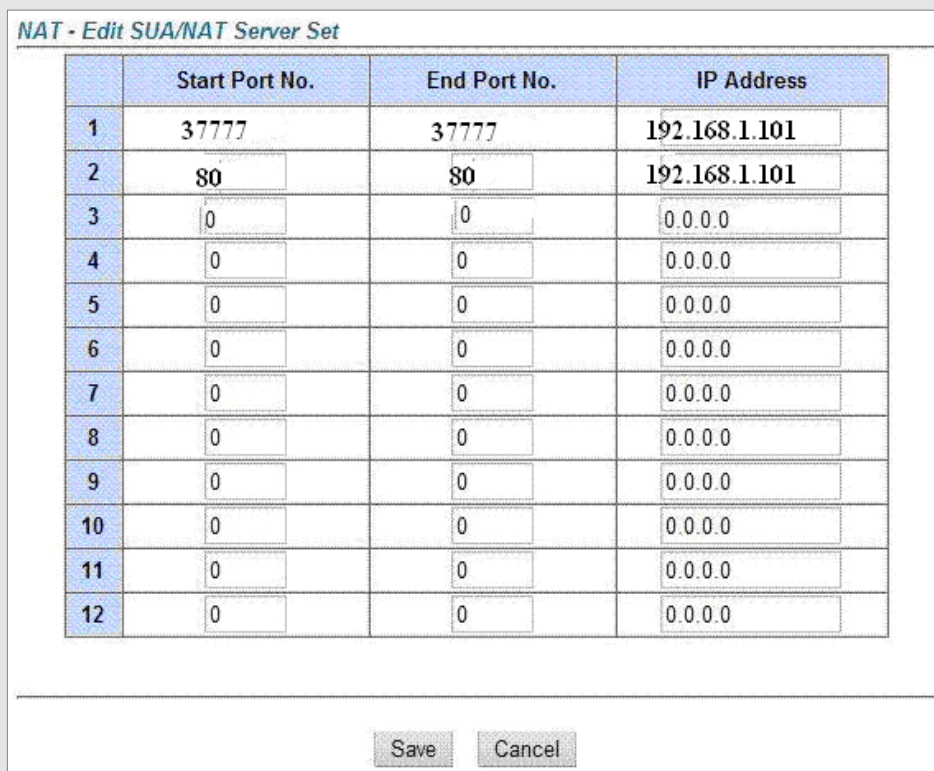 NAT - Edit SUA/NAT Server Set
Start Port No. End Port No. IP Address
1 37777 37777 192.168.1.101
2 80 80 192.168.1.101
3 0 0 0.0.0.0
4 0 0 0.0.0.0
5 0 0 0.0.0.0
6 0 0 0.0.0.0
7 0 0 0.0.0.0
8 0 0 0.0.0.0
9 0 0 0.0.0.0
10 0 0 0.0.0.0
11 0 0 0.0.0.0
12 0 0 0.0.0.0
Save Cancel